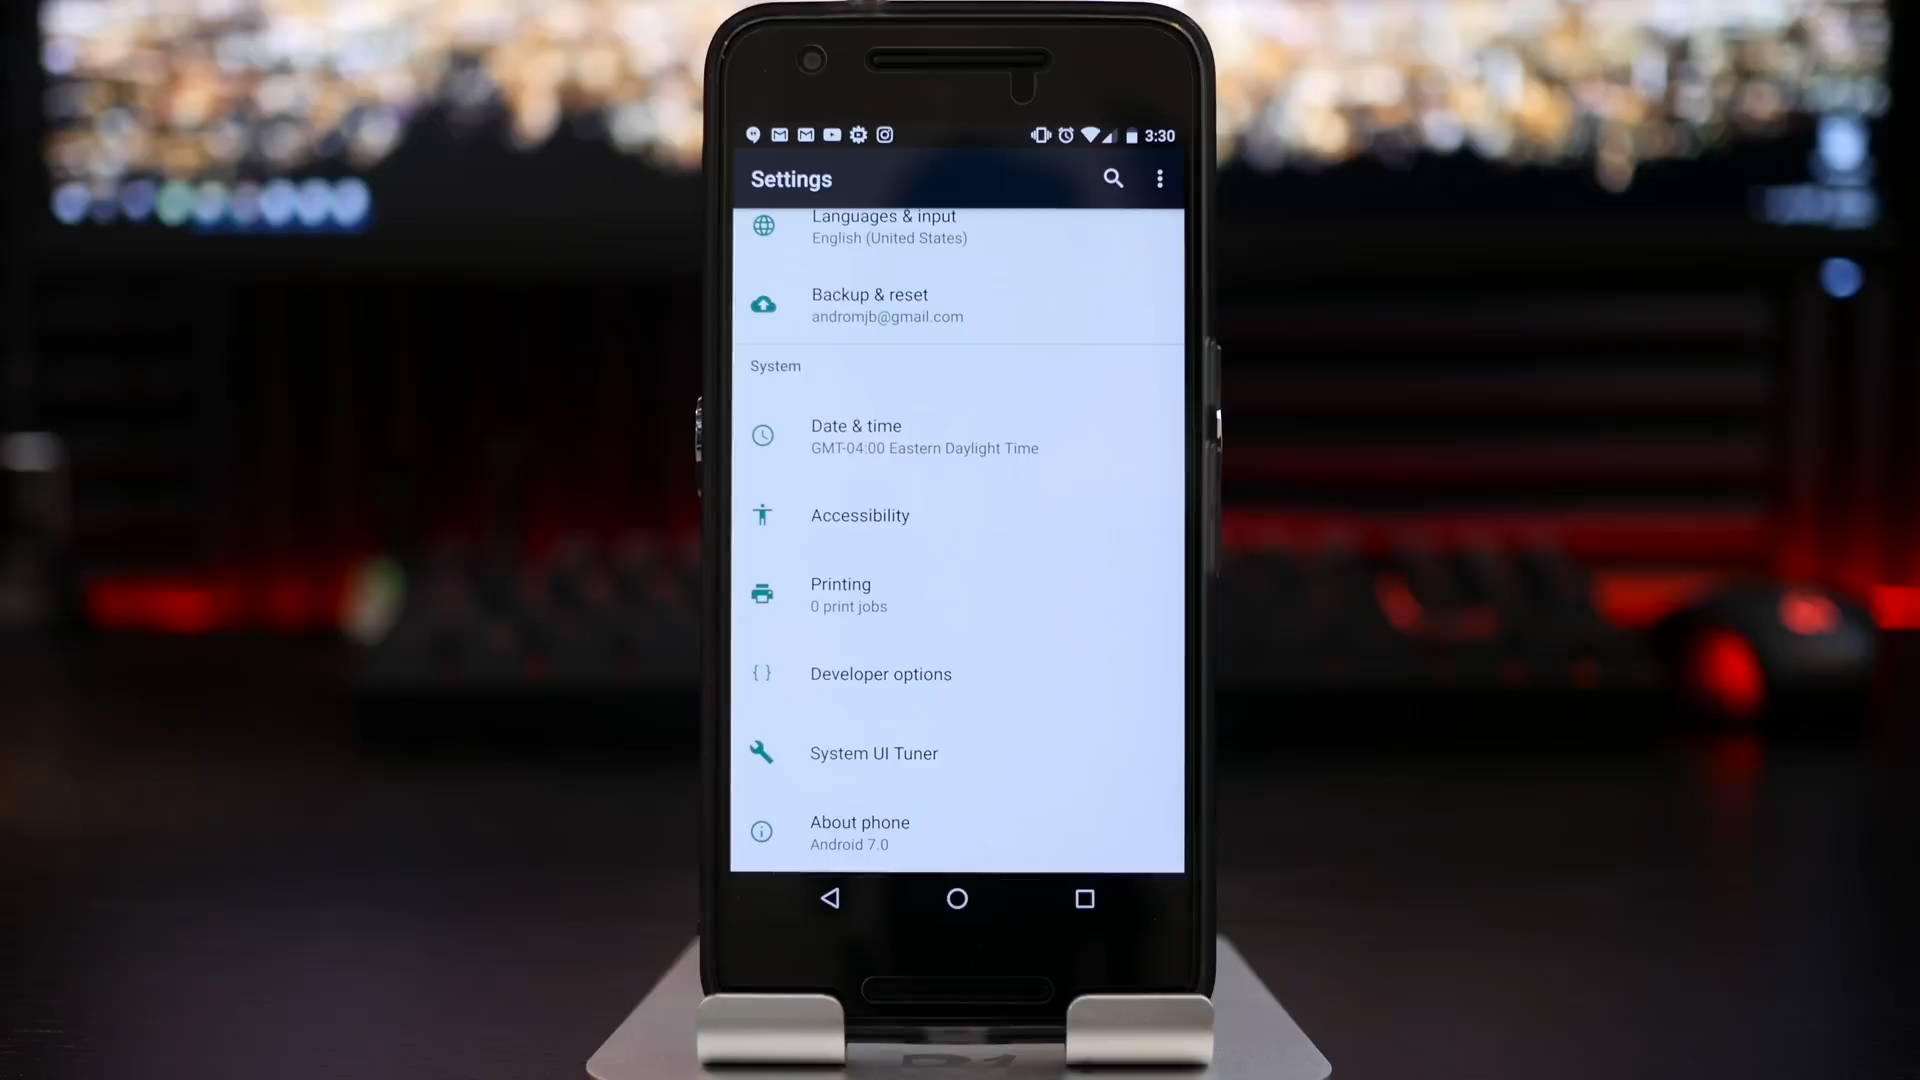 3:30
Settings
Languages & input
English (United States)
Backup & reset
andromjb@gmail.com
System
Date & time
GMT-04:00 Eastern Daylight Time
Accessibility
Printing
0 print jobs
{ } Developer options
System UI Tuner
About phone
Android 7.0